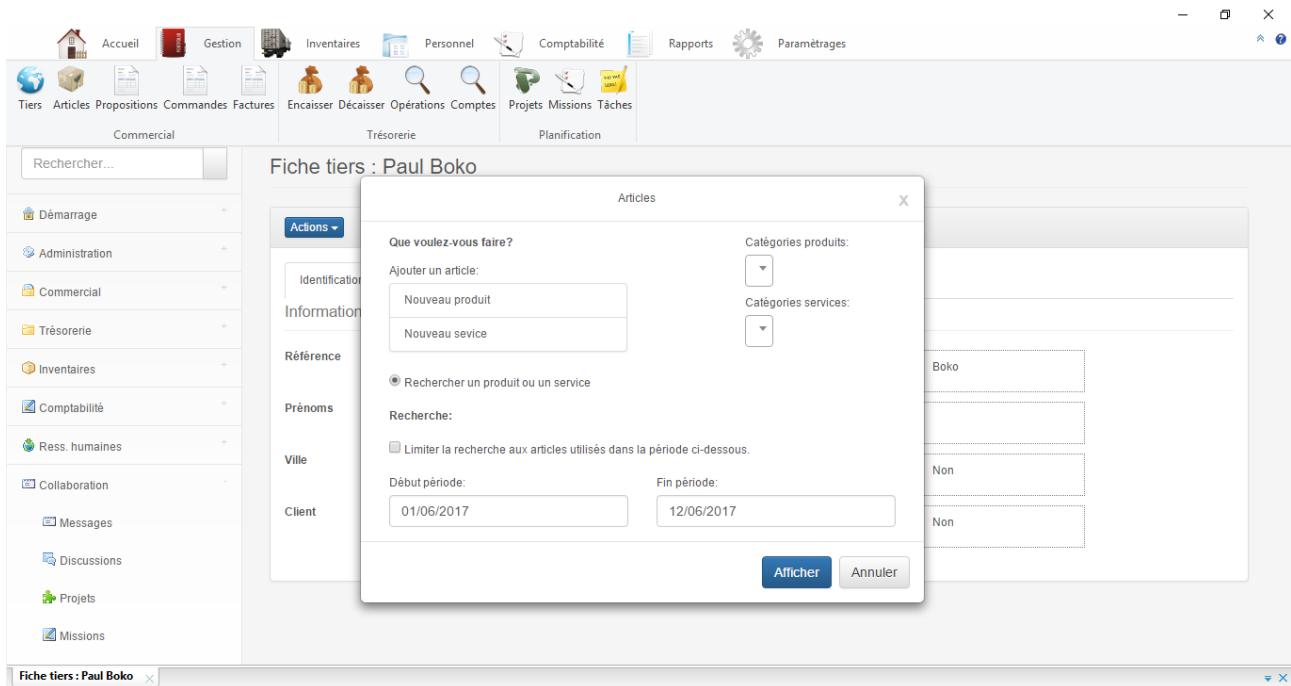 Accueil Gestion Inventaires Personnel Comptabilité Rapports Paramètrages
Tiers Articles Propositions Commandes Factures Encaisser Décaisser Opérations Comptes Projets Missions Tâches
Commercial Trésorerie Planification
Rechercher...
Démarrage
Administration
Commercial
Trésorerie
Inventaires
Comptabilité
Ress. humaines
Collaboration
Messages
Discussions
Projets
Missions
Fiche tiers : Paul Boko
Actions
Identification
Information
Référence
Boko
Prénoms
Ville
Non
Client
Non
Articles
X
Que voulez-vous faire?
Catégories produits:
Ajouter un article:
Nouveau produit
Catégories services:
Nouveau sevice
Rechercher un produit ou un service
Recherche:
Limiter la recherche aux articles utilisés dans la période ci-dessous.
Début période: Fin période:
01/06/2017 12/06/2017
Afficher Annuler
Fiche tiers : Paul Boko